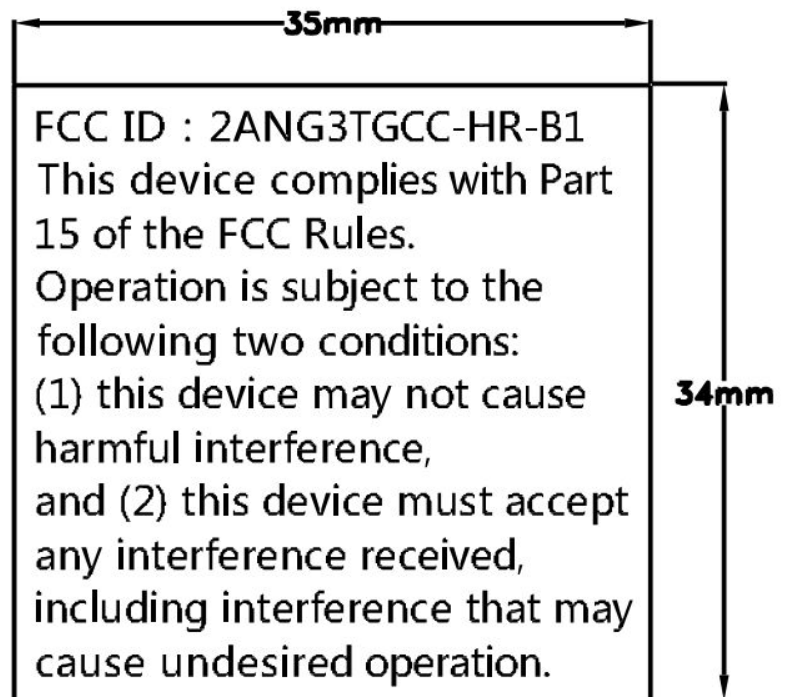 35mm
FCC ID : 2ANG3TGCC-HR-B1
This device complies with Part
15 of the FCC Rules.
Operation is subject to the
following two conditions:
(1) this device may not cause
34mm
harmful interference,
and (2) this device must accept
any interference received,
including interference that may
cause undesired operation.